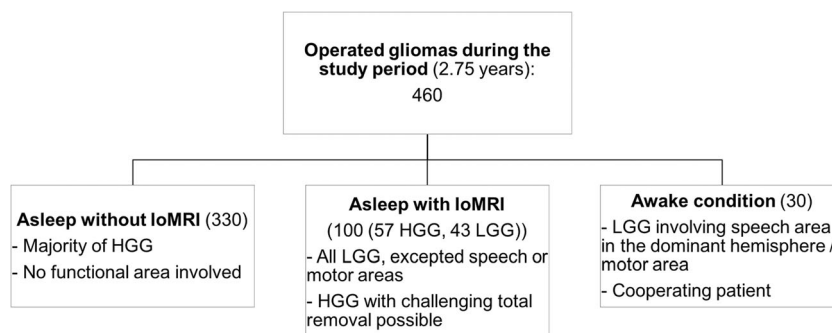 Operated gliomas during the
study period (2.75 years):
460
Asleep without IoMRI (330)
- Majority of HGG
- No functional area involved
Asleep with IoMRI
(100 (57 HGG, 43 LGG))
- All LGG, excepted speech or
motor areas
- HGG with challenging total
removal possible
Awake condition (30)
- LGG involving speech area
in the dominant hemisphere /
motor area
- Cooperating patient